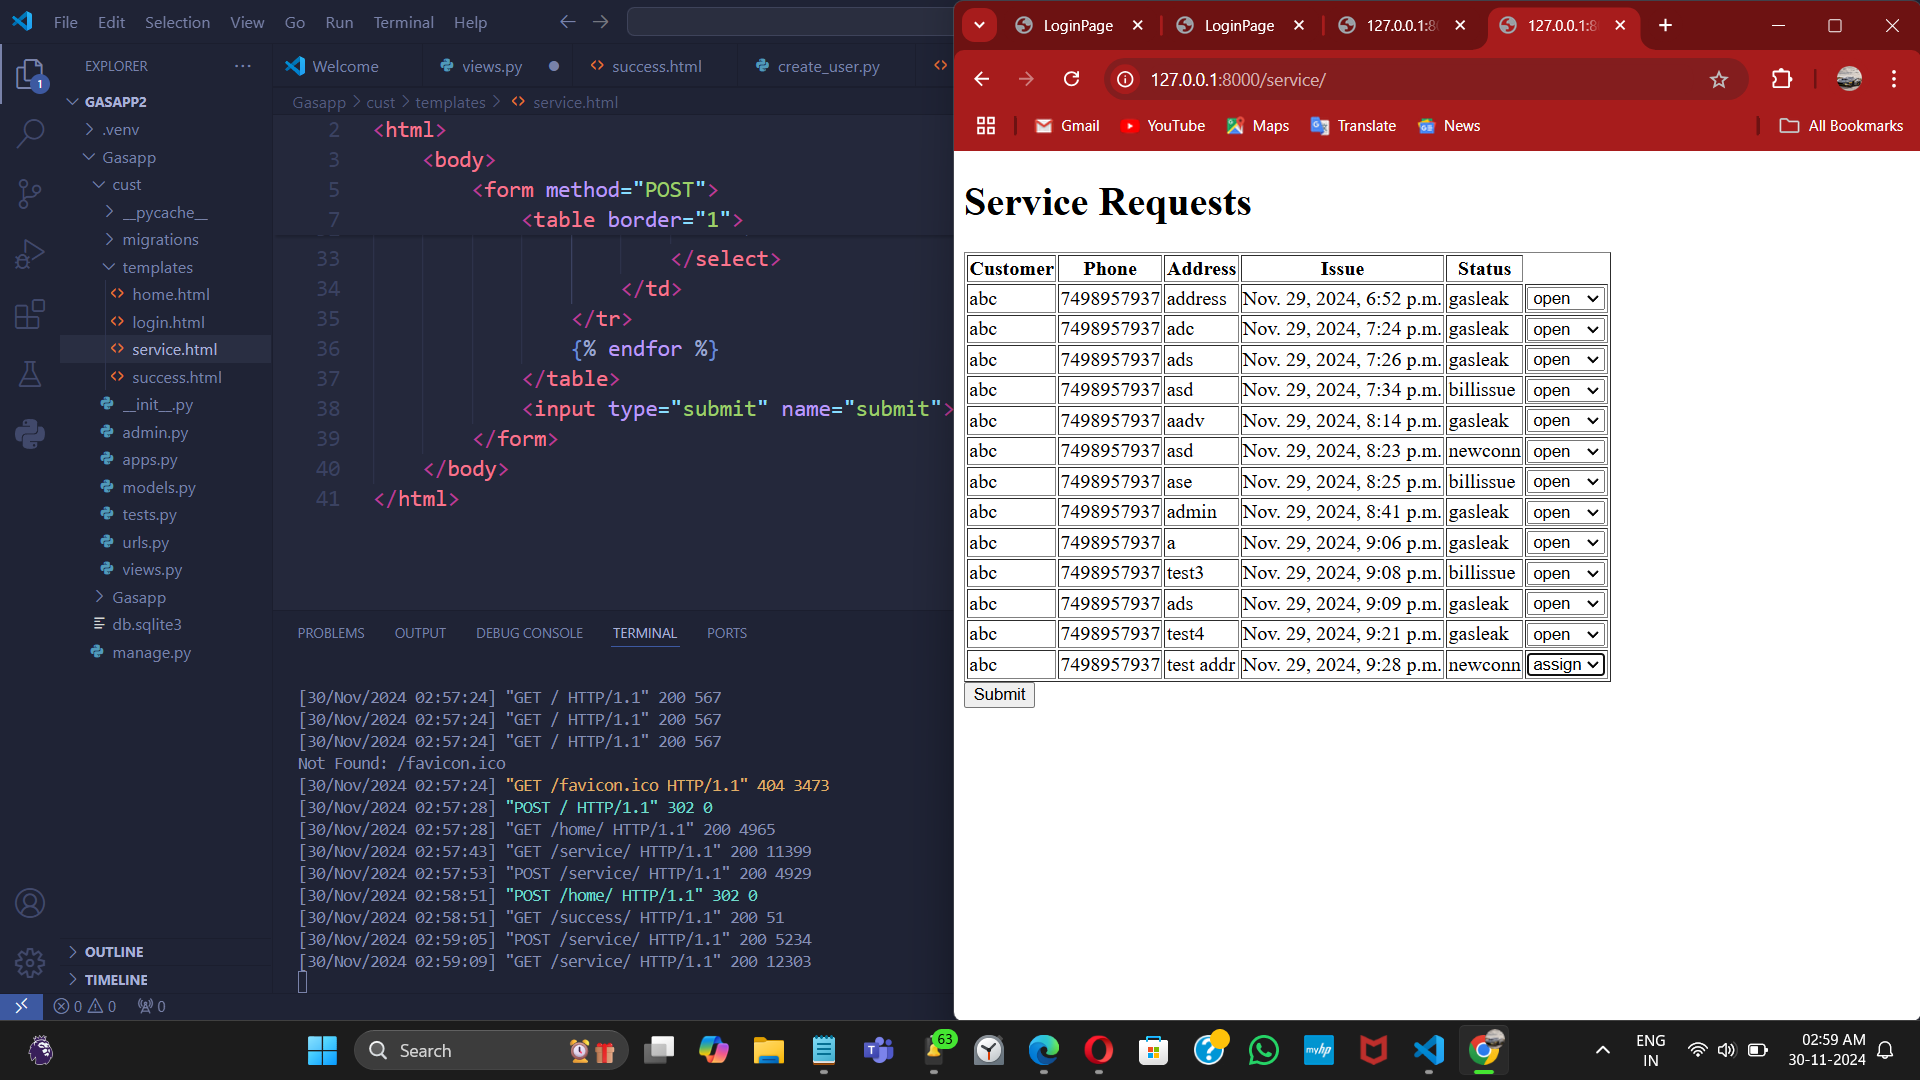 File Edit Selection View Go Run Terminal Help
EXPLORER
1
GASAPP2
.venv
Gasapp
cust
__pycache__
migrations
templates
home.html
login.html
service.html
success.html
__init__.py
admin.py
apps.py
models.py
tests.py
urls.py
views.py
Gasapp
db.sqlite3
manage.py
OUTLINE
TIMELINE
0 0 0
Welcome views.py success.html create_user.py
Gasapp > cust > templates > service.html
2 <html>
3 <body>
5 <form method="POST">
7 <table border="1">
33 </select>
34 </td>
35 </tr>
36 {% endfor %}
37 </table>
38 <input type="submit" name="submit">
39 </form>
40 </body>
41 </html>
PROBLEMS OUTPUT DEBUG CONSOLE TERMINAL PORTS
[30/Nov/2024 02:57:24] "GET / HTTP/1.1" 200 567
[30/Nov/2024 02:57:24] "GET / HTTP/1.1" 200 567
[30/Nov/2024 02:57:24] "GET / HTTP/1.1" 200 567
Not Found: /favicon.ico
[30/Nov/2024 02:57:24] "GET /favicon.ico HTTP/1.1" 404 3473
[30/Nov/2024 02:57:28] "POST / HTTP/1.1" 302 0
[30/Nov/2024 02:57:28] "GET /home/ HTTP/1.1" 200 4965
[30/Nov/2024 02:57:43] "GET /service/ HTTP/1.1" 200 11399
[30/Nov/2024 02:57:53] "POST /service/ HTTP/1.1" 200 4929
[30/Nov/2024 02:58:51] "POST /home/ HTTP/1.1" 302 0
[30/Nov/2024 02:58:51] "GET /success/ HTTP/1.1" 200 51
[30/Nov/2024 02:59:05] "POST /service/ HTTP/1.1" 200 5234
[30/Nov/2024 02:59:09] "GET /service/ HTTP/1.1" 200 12303
LoginPage LoginPage 127.0.0.1:8 127.0.0.1:8
127.0.0.1:8000/service/
Gmail YouTube Maps Translate News All Bookmarks
Service Requests
Customer Phone Address Issue Status
abc 7498957937 address Nov. 29, 2024, 6:52 p.m. gasleak open
abc 7498957937 adc Nov. 29, 2024, 7:24 p.m. gasleak open
abc 7498957937 ads Nov. 29, 2024, 7:26 p.m. gasleak open
abc 7498957937 asd Nov. 29, 2024, 7:34 p.m. billissue open
abc 7498957937 aadv Nov. 29, 2024, 8:14 p.m. gasleak open
abc 7498957937 asd Nov. 29, 2024, 8:23 p.m. newconn open
abc 7498957937 ase Nov. 29, 2024, 8:25 p.m. billissue open
abc 7498957937 admin Nov. 29, 2024, 8:41 p.m. gasleak open
abc 7498957937 a Nov. 29, 2024, 9:06 p.m. gasleak open
abc 7498957937 test3 Nov. 29, 2024, 9:08 p.m. billissue open
abc 7498957937 ads Nov. 29, 2024, 9:09 p.m. gasleak open
abc 7498957937 test4 Nov. 29, 2024, 9:21 p.m. gasleak open
abc 7498957937 test addr Nov. 29, 2024, 9:28 p.m. newconn assign
Submit
Search
63
myhp
ENG
IN
02:59 AM
30-11-2024